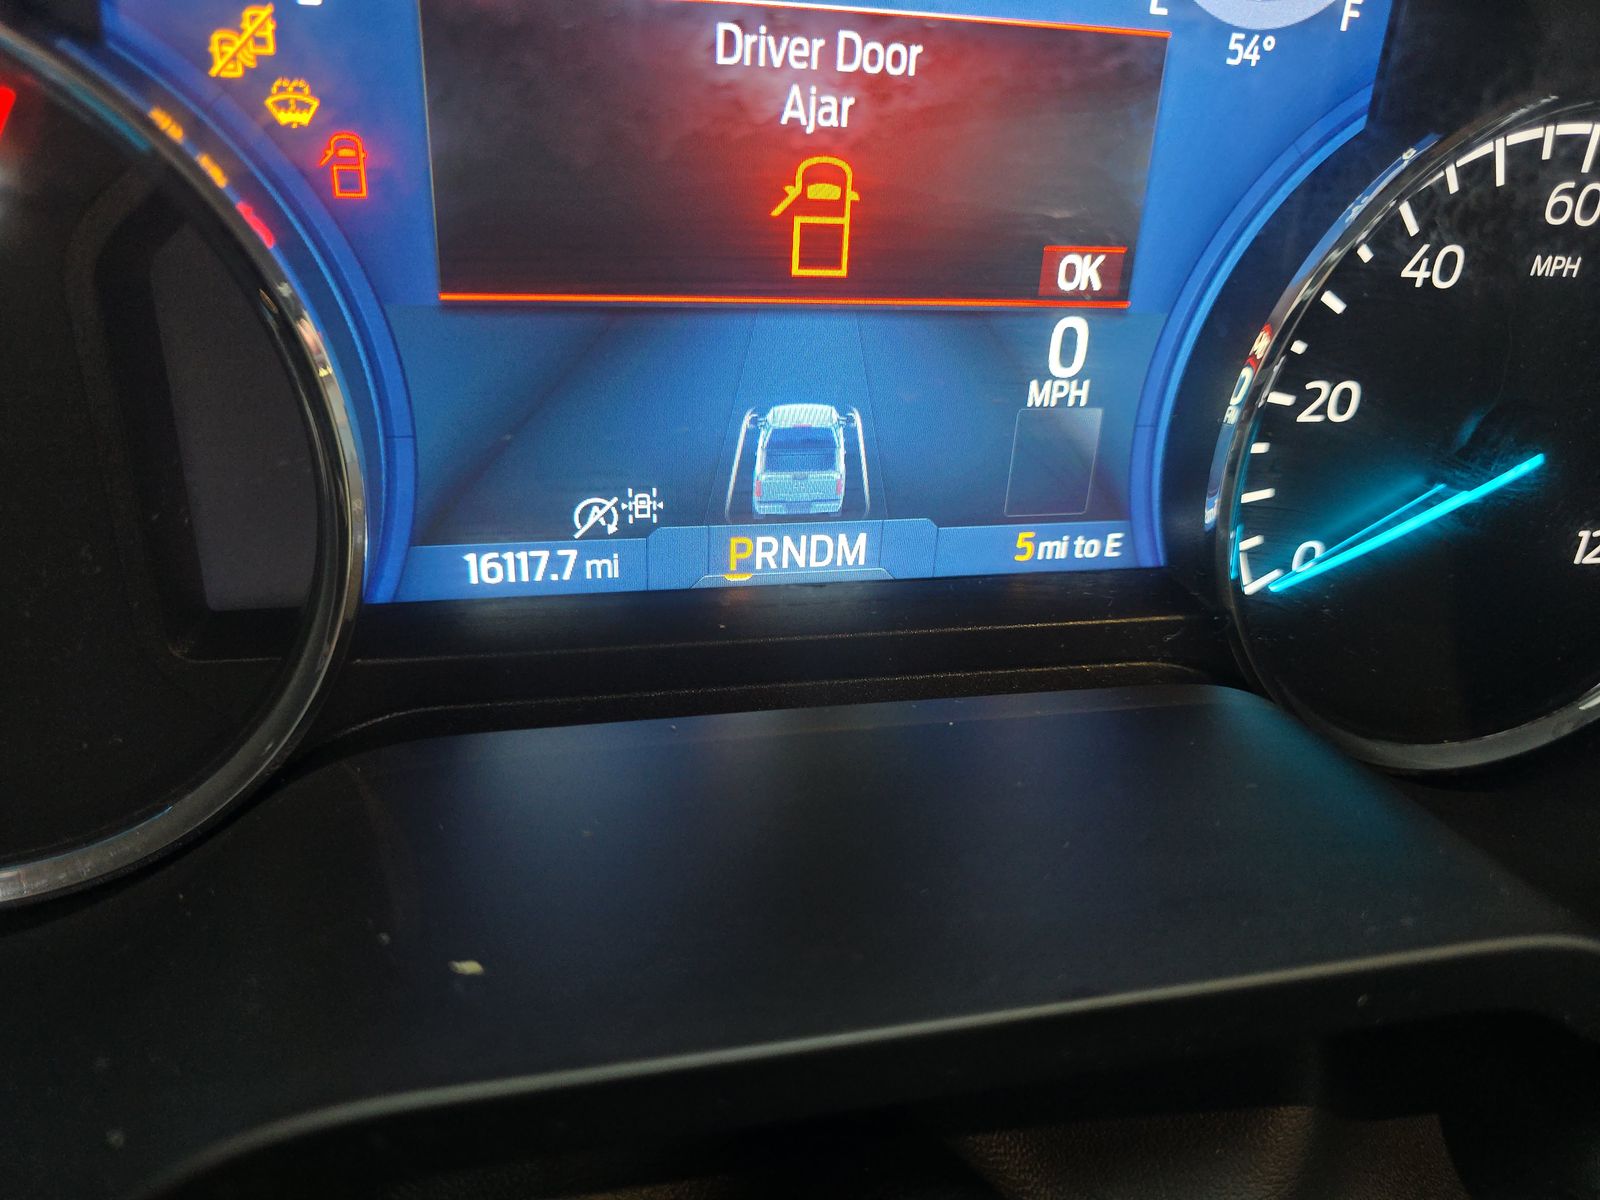 E
F
54°
Driver Door
Ajar
OK
0
MPH
16117.7 mi
PRNDM
5 mi to E
0
20
40
60
MPH